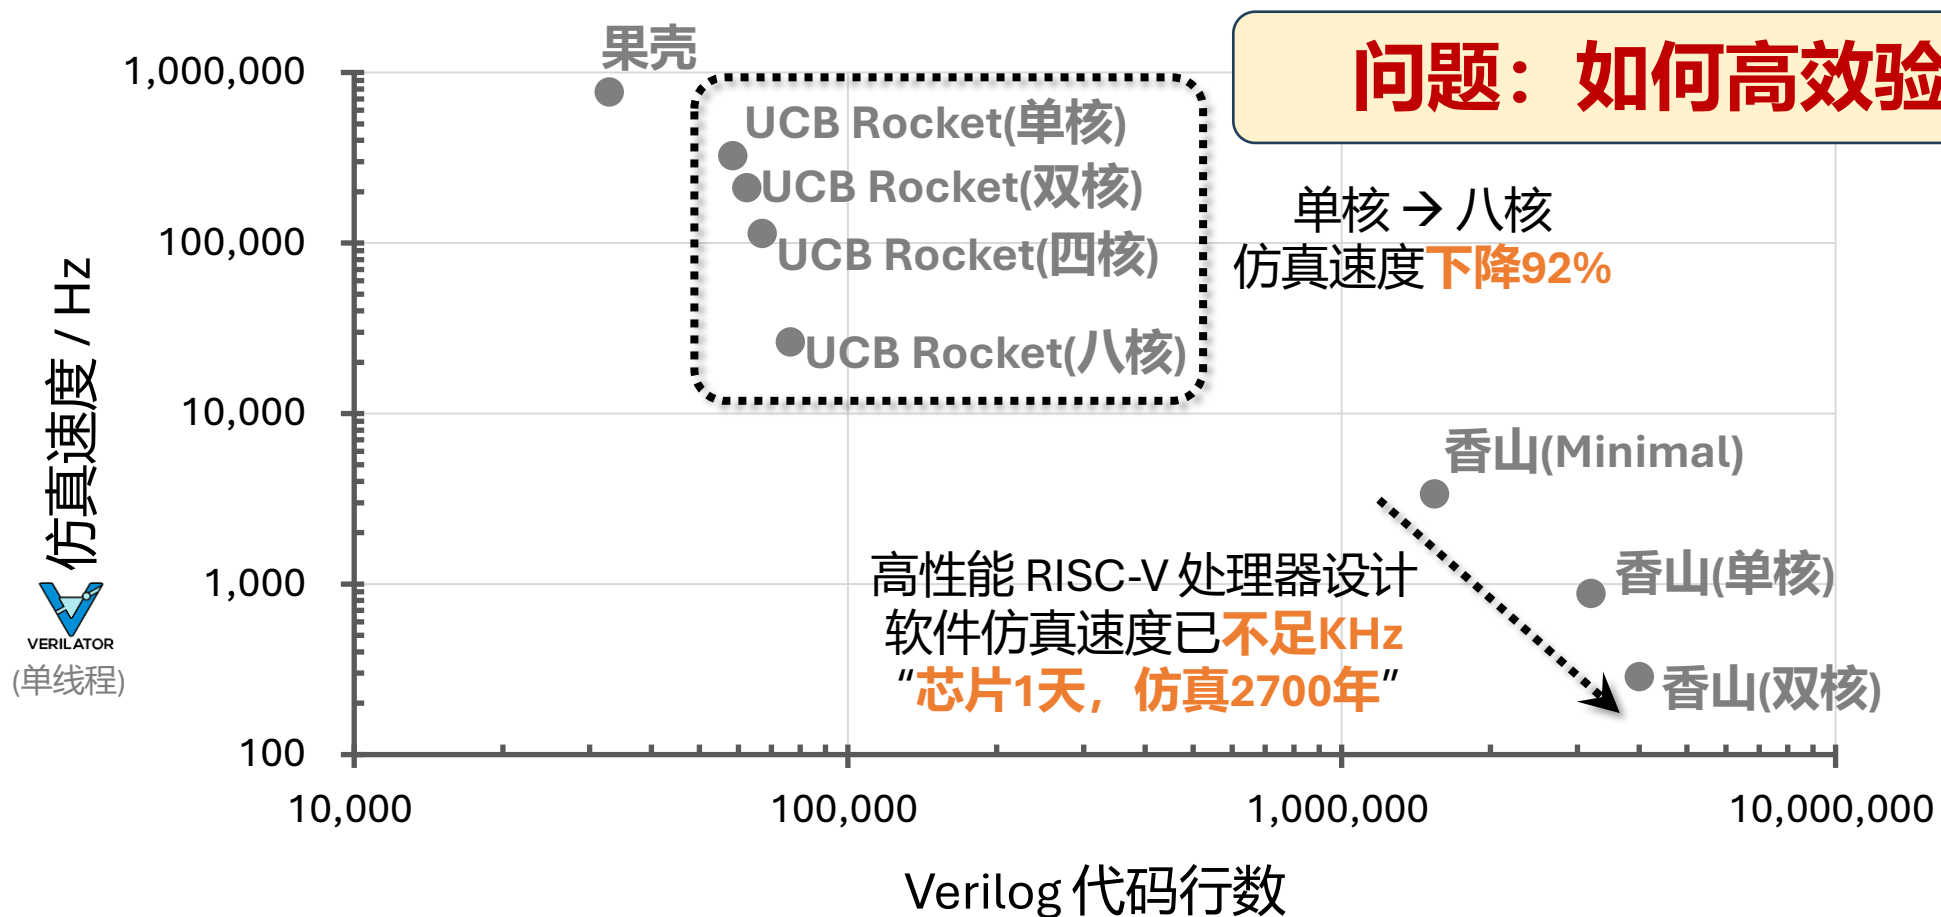 问题：如何高效验
1,000,000
100,000
10,000
1,000
100
仿真速度 / Hz
VERILATOR
(单线程)
果壳
UCB Rocket(单核)
UCB Rocket(双核)
UCB Rocket(四核)
UCB Rocket(八核)
单核 → 八核
仿真速度下降92%
香山(Minimal)
香山(单核)
香山(双核)
高性能 RISC-V 处理器设计
软件仿真速度已不足KHz
“芯片1天，仿真2700年”
10,000
100,000
1,000,000
10,000,000
Verilog 代码行数